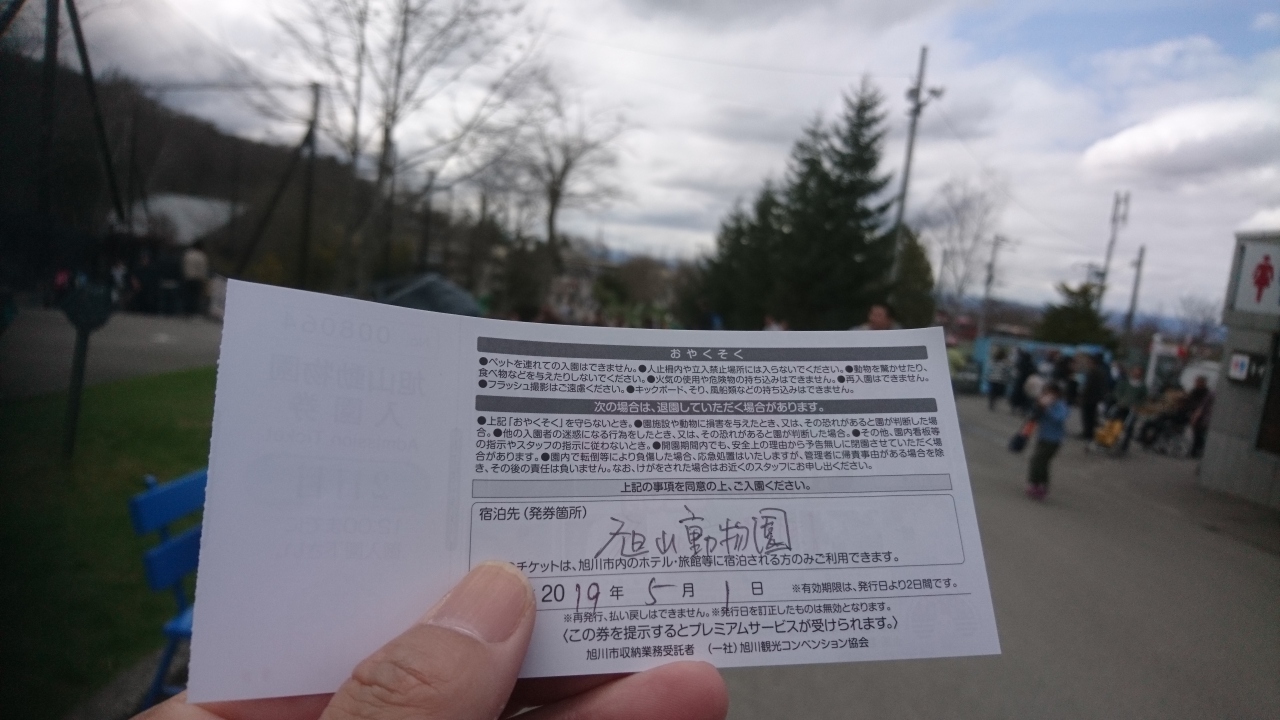 おやくそく
●ペットを連れての入園はできません。●人止柵内や立入禁止場所には入らないでください。●動物を驚かせたり、
食べ物などを与えたりしないでください。●火気の使用や危険物の持ち込みはできません。●再入園はできません。
●フラッシュ撮影はご遠慮ください。●キックボード、そり、風船類などの持ち込みはできません。
次の場合は、退園していただく場合があります。
●上記「おやくそく」を守らないとき。●園施設や動物に損害を与えたとき、又は、その恐れがあると園が判断した場
合。●他の入園者の迷惑になる行為をしたとき、又は、その恐れがあると園が判断した場合。●その他、園内看板等
の指示やスタッフの指示に従わないとき。●開園期間内でも、安全上の理由から予告無しに閉園させていただく場
合があります。●園内で転倒等により負傷した場合、応急処置はいたしますが、管理者に帰責事由がある場合を除
き、その後の責任は負いません。なお、けがをされた場合はお近くのスタッフにお申し出ください。
上記の事項を同意の上、ご入園ください。
宿泊先（発券箇所）
旭山動物園
チケットは、旭川市内のホテル・旅館等に宿泊される方のみご利用できます。
2019年 5月 1日 ※有効期限は、発行日より2日間です。
※再発行、払い戻しはできません。※発行日を訂正したものは無効となります。
〈この券を提示するとプレミアムサービスが受けられます。〉
旭川市収納業務受託者 （一社）旭川観光コンベンション協会